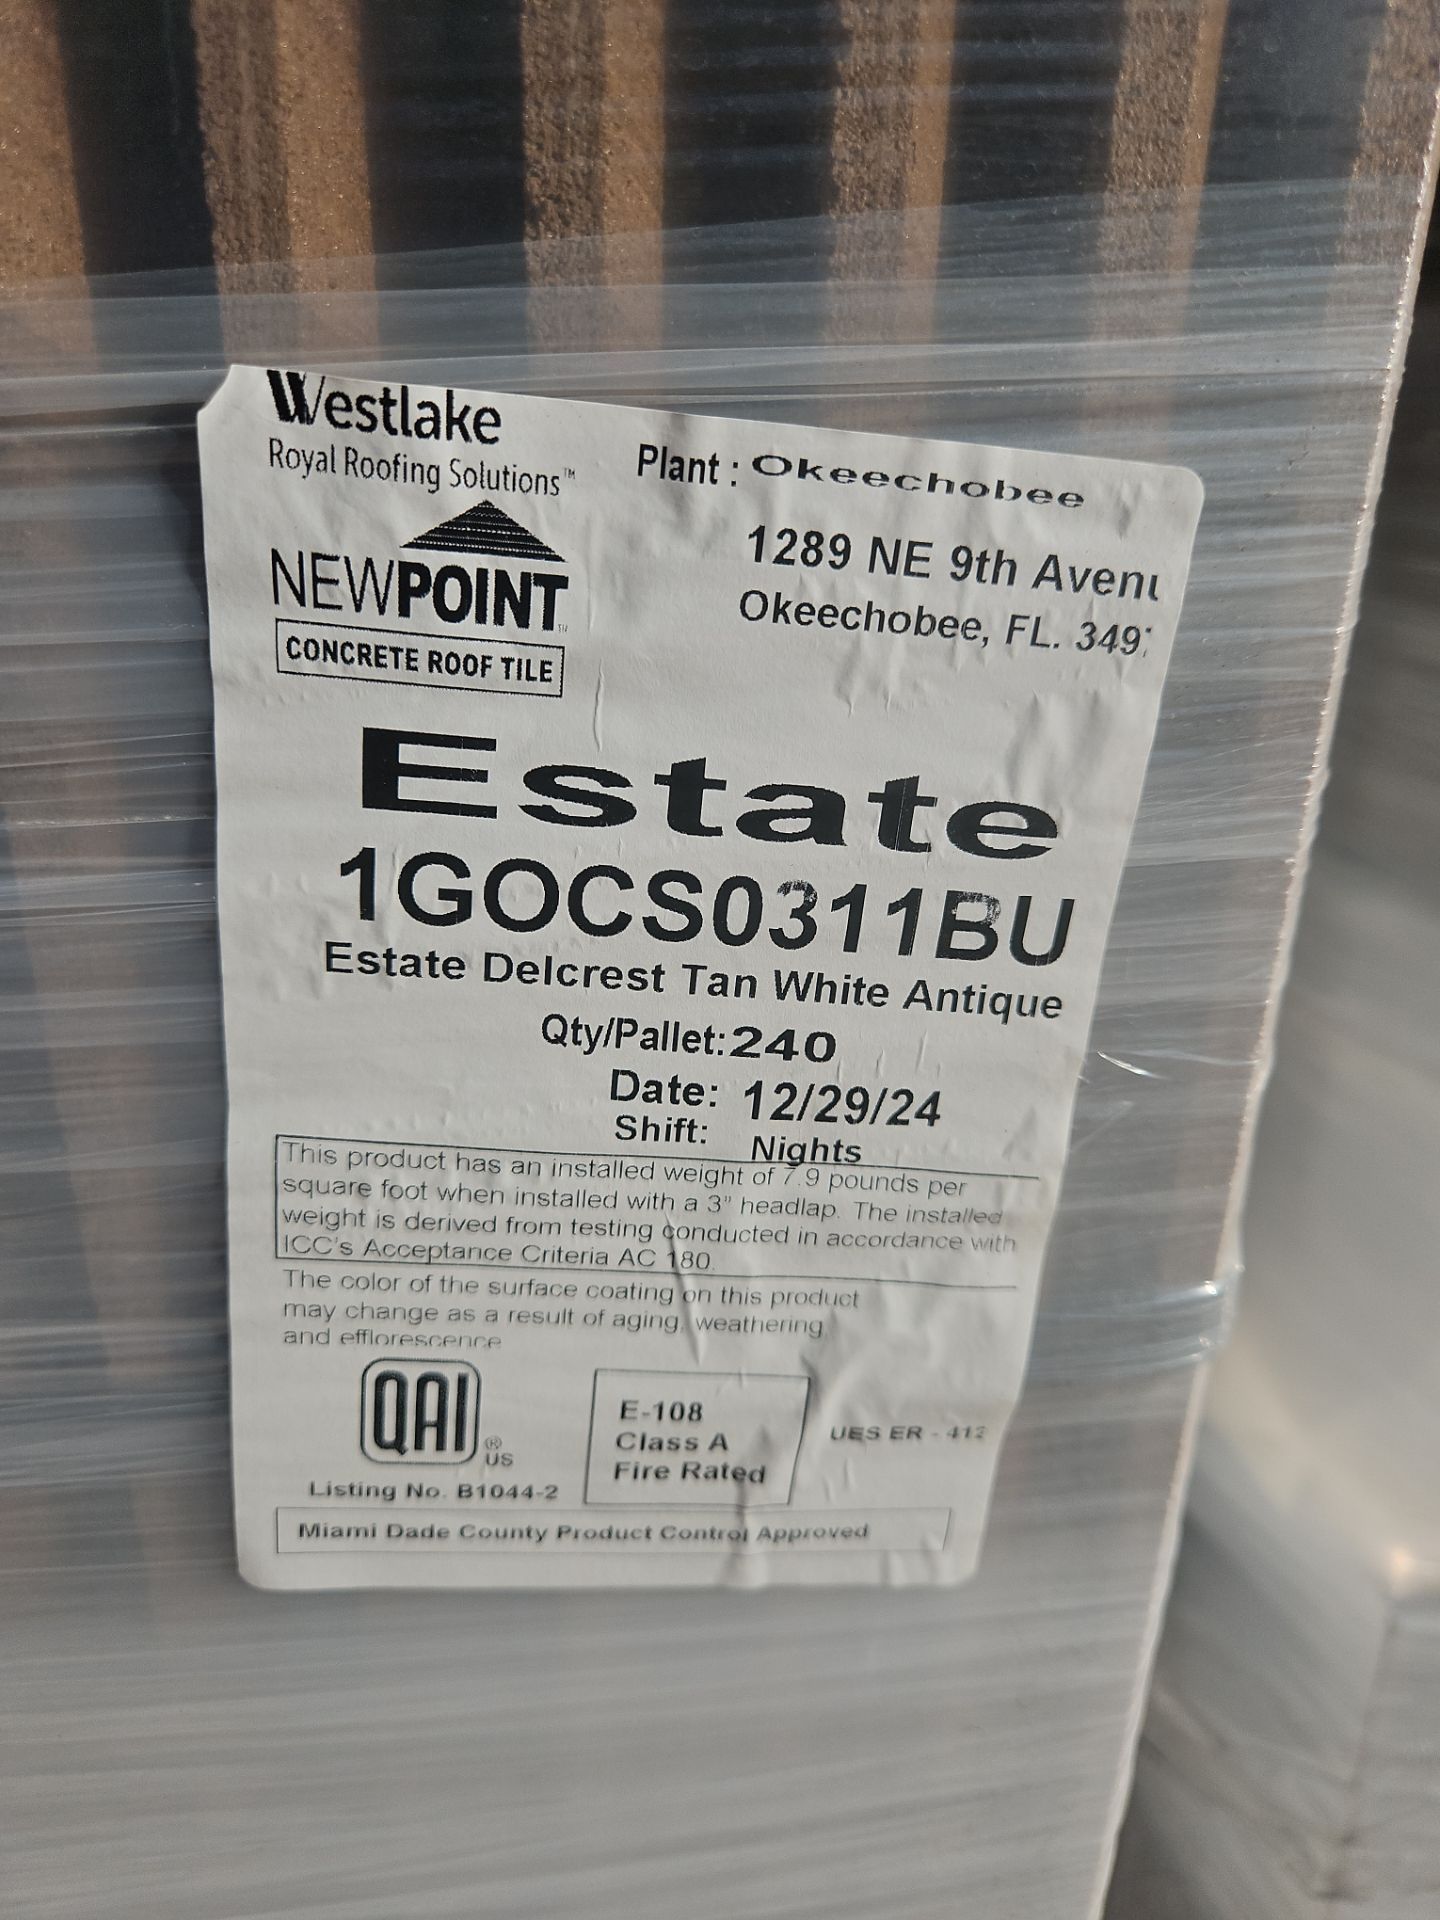 Westlake
Royal Roofing Solutions™
Plant : Okeechobee
1289 NE 9th
Okeechobee, FL.
NEWPOINT™
CONCRETE ROOF TILE
Estate
1GOCS0311BU
Estate Delcrest Tan White Antique
Qty/Pallet:240
Date: 12/29/24
Shift: Nights
This product has an installed weight of 7.9 pounds per
square foot when installed with a 3" headlap. The installed
weight is derived from testing conducted in accordance with
ICC's Acceptance Criteria AC 180.
The color of the surface coating on this product
may change as a result of aging, weathering,
and efflorescence
QAI ® US
Listing No. B1044-2
E-108
Class A
Fire Rated
UES ER -
Miami Dade County Product Control Approved